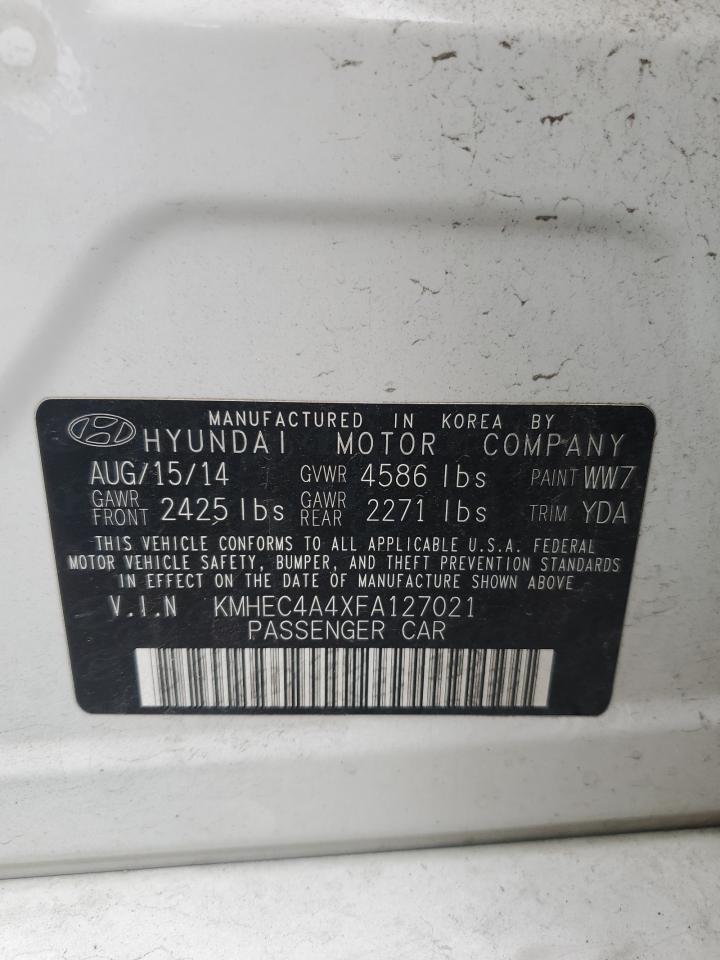 MANUFACTURED IN KOREA BY
HYUNDAI MOTOR COMPANY
AUG/15/14 GVWR 4586 lbs PAINT WW7
GAWR FRONT 2425 lbs GAWR REAR 2271 lbs TRIM YDA
THIS VEHICLE CONFORMS TO ALL APPLICABLE U.S.A. FEDERAL
MOTOR VEHICLE SAFETY, BUMPER, AND THEFT PREVENTION STANDARDS
IN EFFECT ON THE DATE OF MANUFACTURE SHOWN ABOVE
V.I.N KMHEC4A4XFA127021
PASSENGER CAR